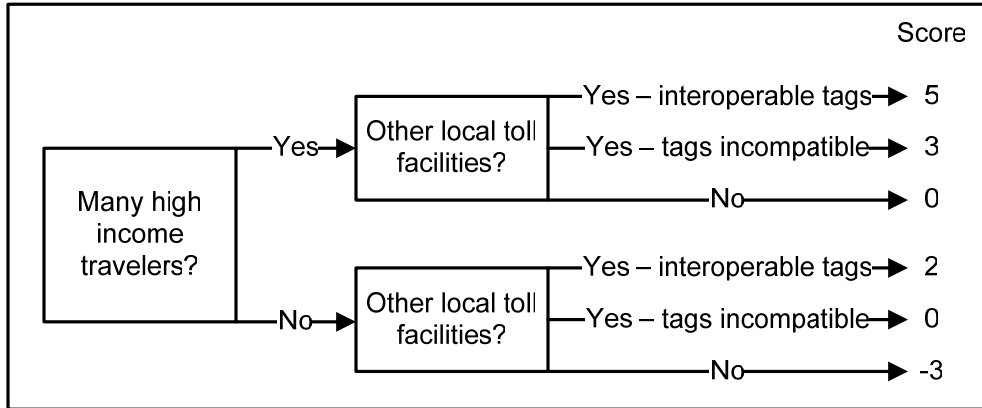 Score
Many high
income
travelers?
Yes
Other local toll
facilities?
Yes – interoperable tags 5
Yes – tags incompatible 3
No 0
No
Other local toll
facilities?
Yes – interoperable tags 2
Yes – tags incompatible 0
No -3